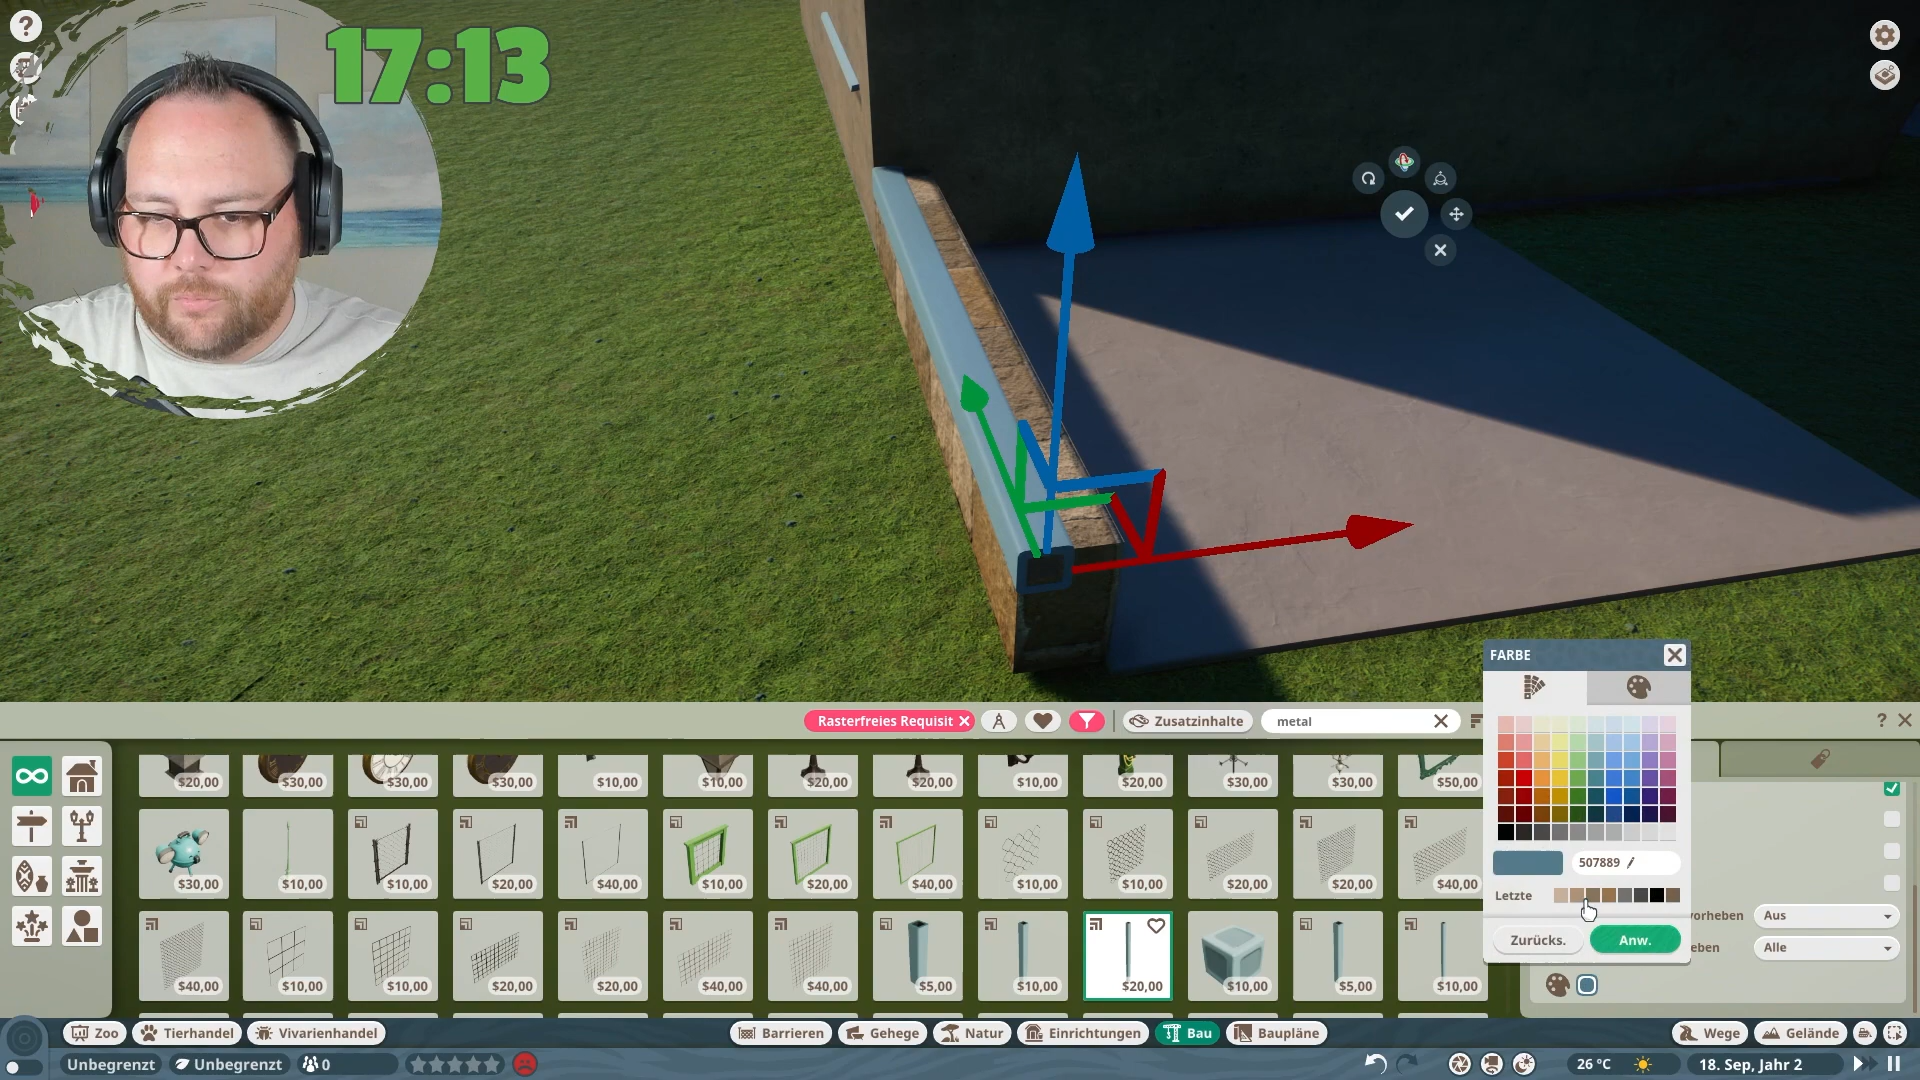 ?
17:13
FARBE
Rasterfreies Requisit
Zusatzinhalte
metal
?
$20,00
$30,00
$30,00
$30,00
$10,00
$10,00
$20,00
$20,00
$10,00
$20,00
$30,00
$30,00
$50,00
$30,00
$10,00
$10,00
$20,00
$40,00
$10,00
$20,00
$40,00
$10,00
$10,00
$20,00
$20,00
$40,00
507889
Letzte
vorheben
Aus
$40,00
$10,00
$10,00
$20,00
$20,00
$40,00
$40,00
$5,00
$10,00
$20,00
$10,00
$5,00
$10,00
Zurücks.
Anw.
eben
Alle
Zoo
Tierhandel
Vivarienhandel
Barrieren
Gehege
Natur
Einrichtungen
Bau
Baupläne
Wege
Gelände
Unbegrenzt
Unbegrenzt
0
26 °C
18. Sep, Jahr 2